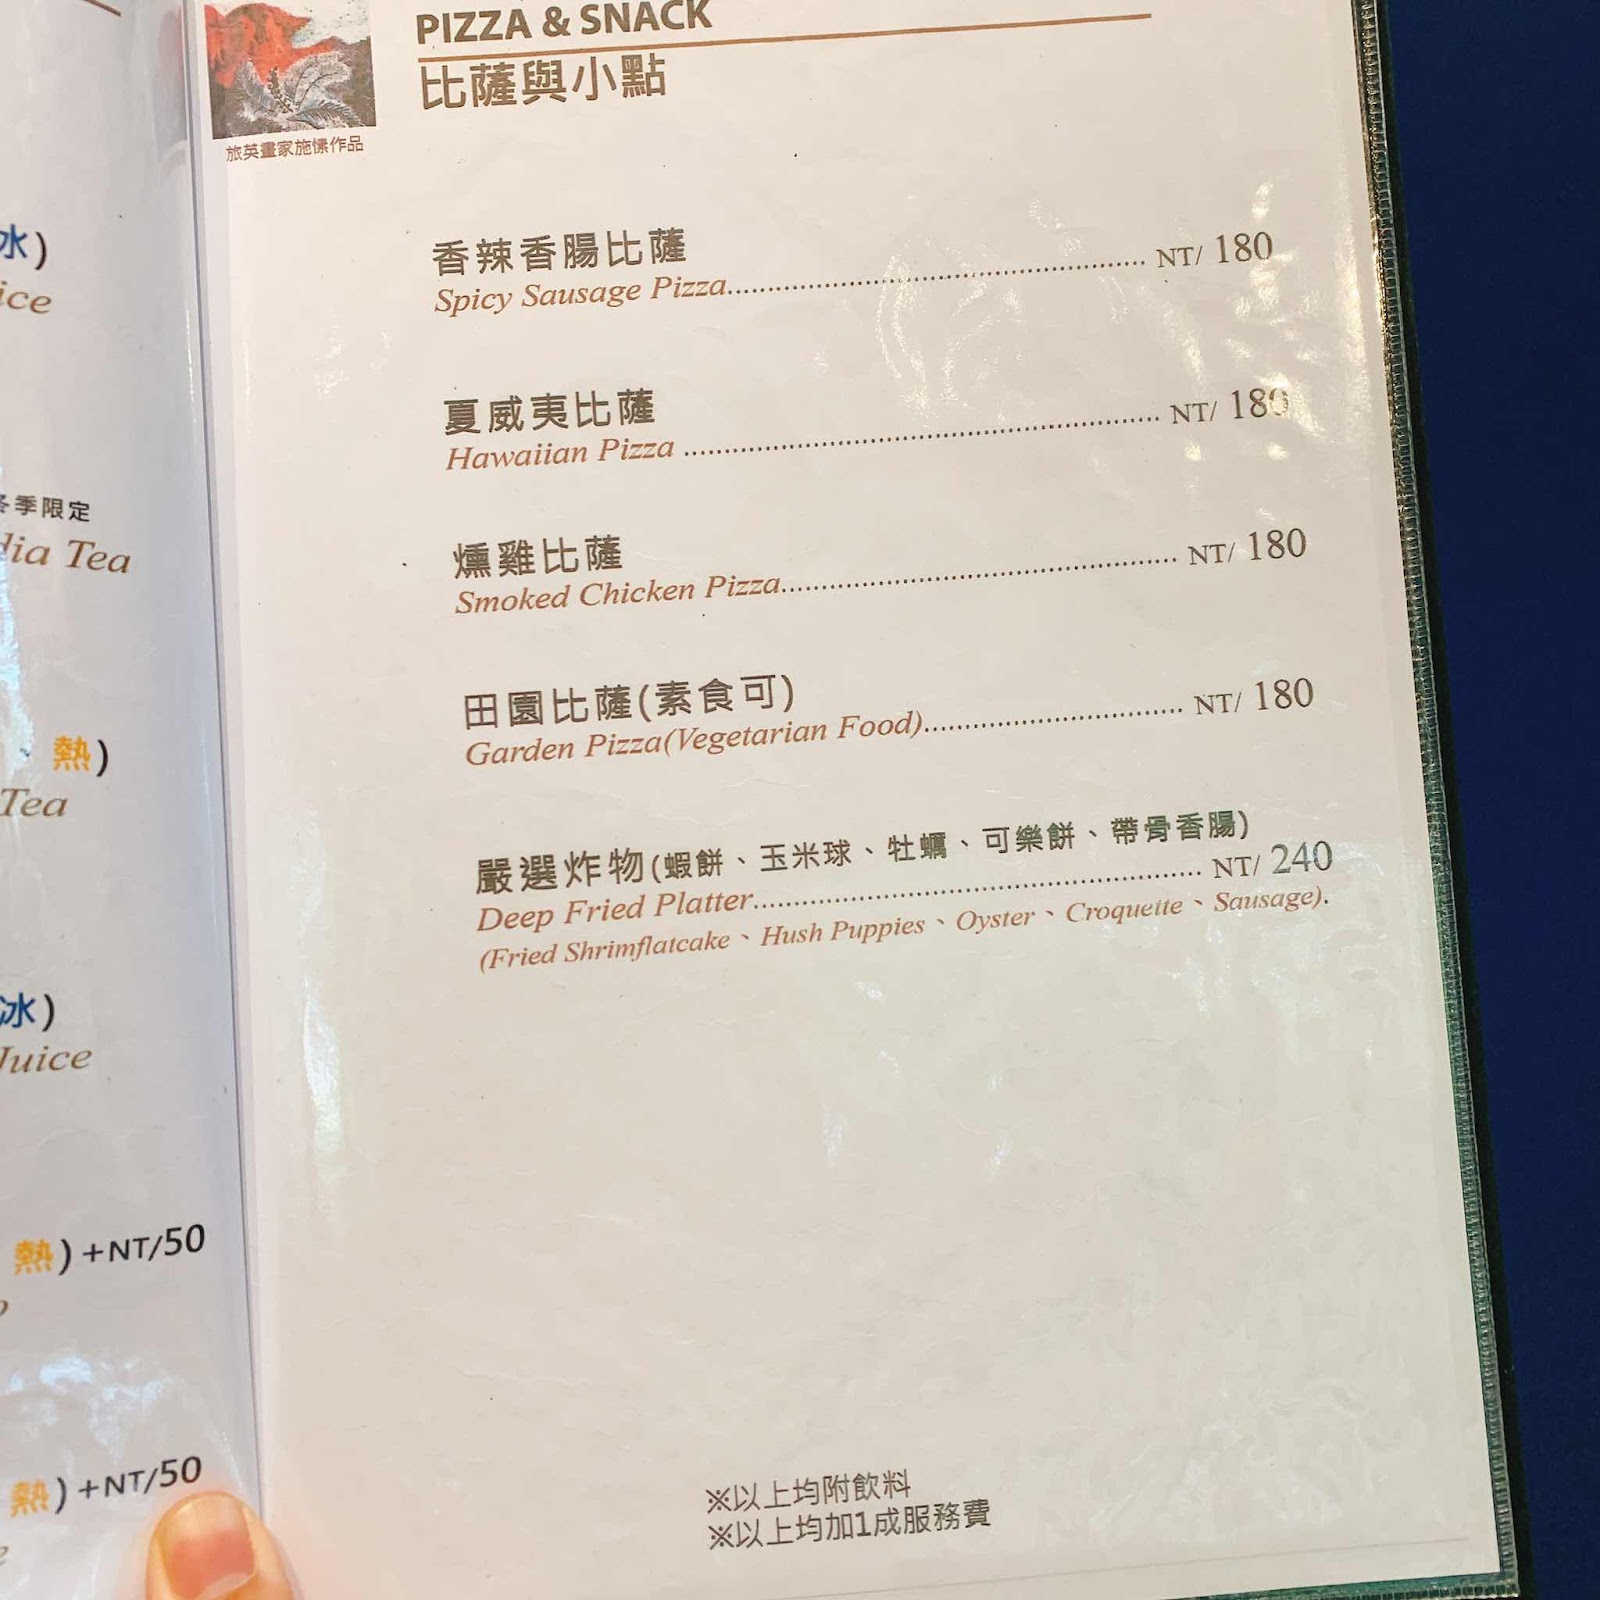 冰)
ice
季限定
Tea
熱)
Tea
冰)
Juice
熱)+NT/50
熱)+NT/50
旅英畫家施愫作品
PIZZA & SNACK
比薩與小點
香辣香腸比薩
Spicy Sausage Pizza.................................................... NT/ 180
夏威夷比薩
Hawaiian Pizza ............................................................ NT/ 180
燻雞比薩
Smoked Chicken Pizza.................................................. NT/ 180
田園比薩(素食可)
Garden Pizza(Vegetarian Food)................................. NT/ 180
嚴選炸物(蝦餅、玉米球、牡蠣、可樂餅、帶骨香腸)
Deep Fried Platter........................................................ NT/ 240
(Fried Shrimflatcake、Hush Puppies、Oyster、Croquette、Sausage).
※以上均附飲料
※以上均加1成服務費